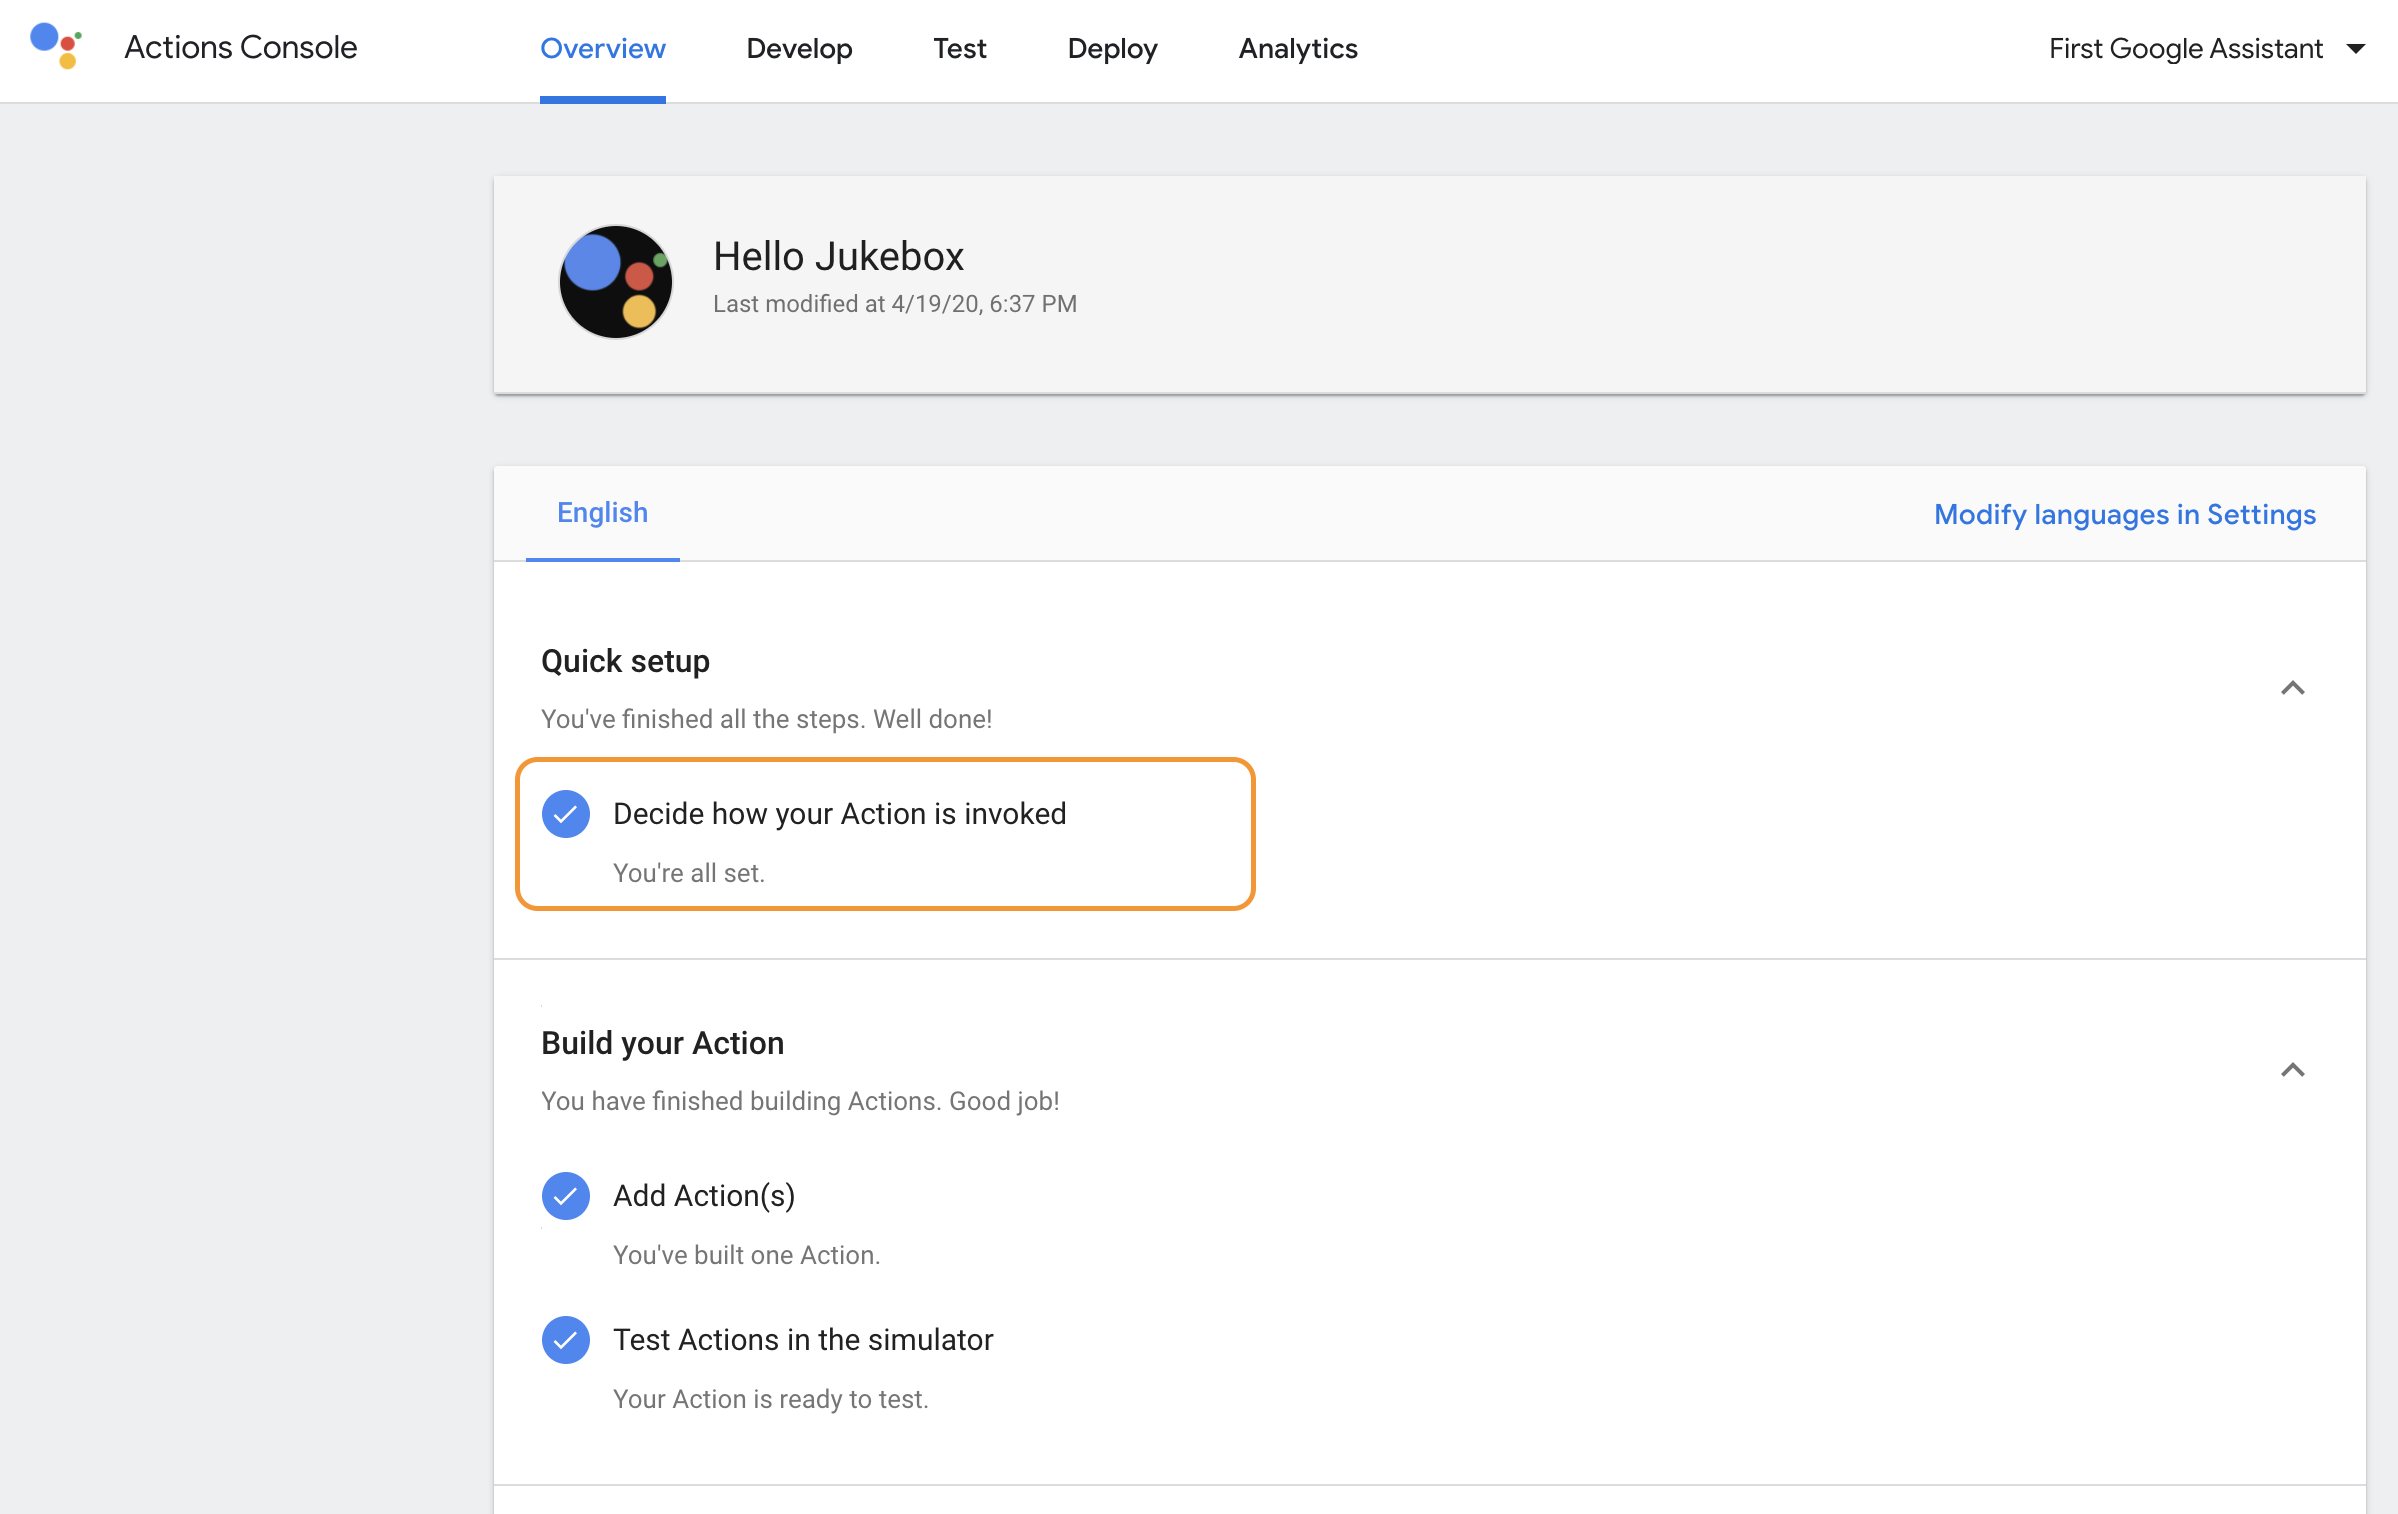 Actions Console
Overview
Develop
Test
Deploy
Analytics
First Google Assistant
Hello Jukebox
Last modified at 4/19/20, 6:37 PM
English
Modify languages in Settings
Quick setup
You've finished all the steps. Well done!
Decide how your Action is invoked
You're all set.
Build your Action
You have finished building Actions. Good job!
Add Action(s)
You've built one Action.
Test Actions in the simulator
Your Action is ready to test.